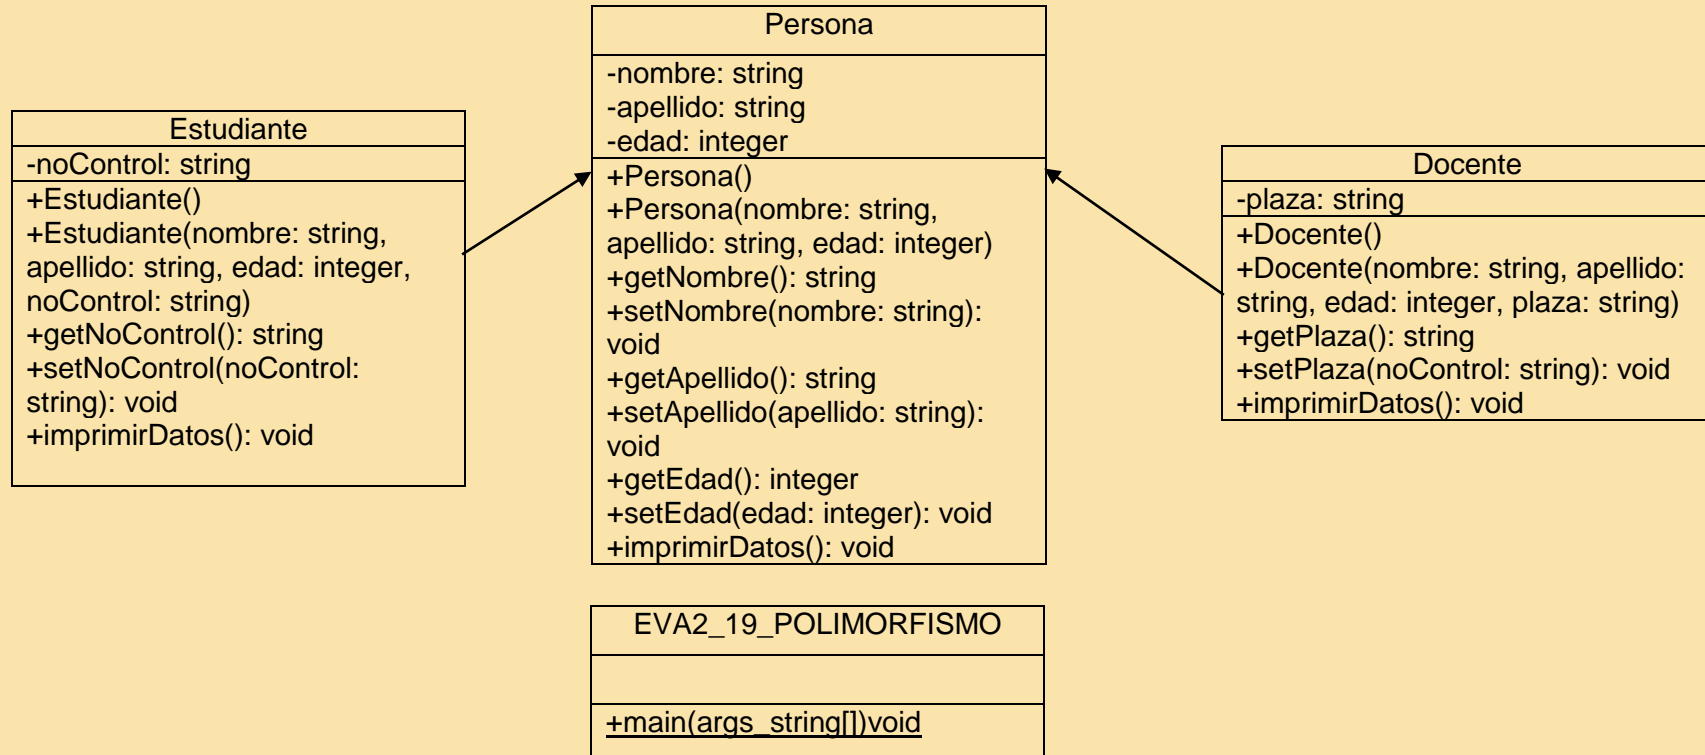 Estudiante
-noControl: string
+Estudiante()
+Estudiante(nombre: string,
apellido: string, edad: integer,
noControl: string)
+getNoControl(): string
+setNoControl(noControl:
string): void
+imprimirDatos(): void
Persona
-nombre: string
-apellido: string
-edad: integer
+Persona()
+Persona(nombre: string,
apellido: string, edad: integer)
+getNombre(): string
+setNombre(nombre: string):
void
+getApellido(): string
+setApellido(apellido: string):
void
+getEdad(): integer
+setEdad(edad: integer): void
+imprimirDatos(): void
Docente
-plaza: string
+Docente()
+Docente(nombre: string, apellido:
string, edad: integer, plaza: string)
+getPlaza(): string
+setPlaza(noControl: string): void
+imprimirDatos(): void
EVA2_19_POLIMORFISMO
+main(args_string[])void